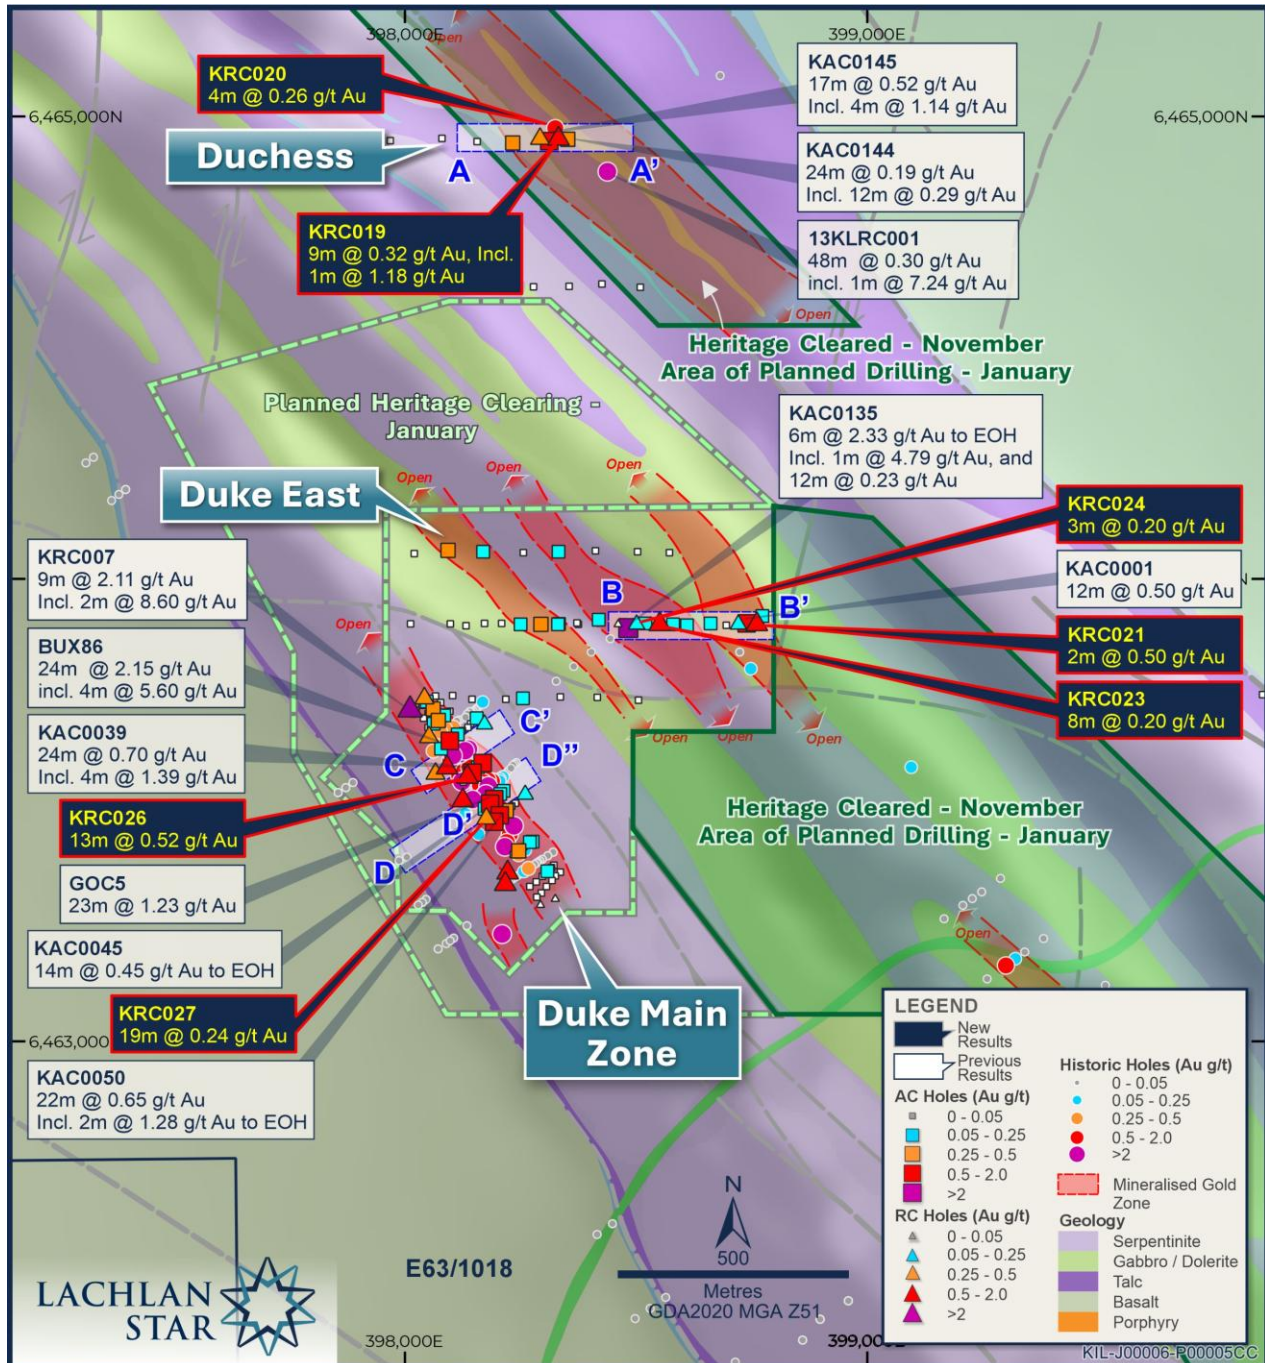 398,000E
399,000E
Open
KRC020
4m @ 0.26 g/t Au
KAC0145
17m @ 0.52 g/t Au
Incl. 4m @ 1.14 g/t Au
6,465,000N
6,465,000N
Duchess
A
A'
KAC0144
24m @ 0.19 g/t Au
Incl. 12m @ 0.29 g/t Au
KRC019
9m @ 0.32 g/t Au, Incl.
1m @ 1.18 g/t Au
13KLRC001
48m @ 0.30 g/t Au
incl. 1m @ 7.24 g/t Au
Open
Heritage Cleared - November
Area of Planned Drilling - January
Planned Heritage Clearing -
January
KAC0135
6m @ 2.33 g/t Au to EOH
Incl. 1m @ 4.79 g/t Au, and
12m @ 0.23 g/t Au
Open
Open
Open
Duke East
KRC024
3m @ 0.20 g/t Au
KRC007
9m @ 2.11 g/t Au
Incl. 2m @ 8.60 g/t Au
KAC0001
12m @ 0.50 g/t Au
B
B'
Open
KRC021
2m @ 0.50 g/t Au
BUX86
24m @ 2.15 g/t Au
incl. 4m @ 5.60 g/t Au
KRC023
8m @ 0.20 g/t Au
C'
Open
Open
Open
KAC0039
24m @ 0.70 g/t Au
Incl. 4m @ 1.39 g/t Au
C
D"
KRC026
13m @ 0.52 g/t Au
D'
Heritage Cleared - November
Area of Planned Drilling - January
D
GOC5
23m @ 1.23 g/t Au
KAC0045
14m @ 0.45 g/t Au to EOH
Open
KRC027
19m @ 0.24 g/t Au
Duke Main
Zone
6,463,000
KAC0050
22m @ 0.65 g/t Au
Incl. 2m @ 1.28 g/t Au to EOH
LEGEND
New
Results
Previous
Results
AC Holes (Au g/t)
0 - 0.05
0.05 - 0.25
0.25 - 0.5
0.5 - 2.0
>2
RC Holes (Au g/t)
0 - 0.05
0.05 - 0.25
0.25 - 0.5
0.5 - 2.0
>2
Historic Holes (Au g/t)
0 - 0.05
0.05 - 0.25
0.25 - 0.5
0.5 - 2.0
>2
Mineralised Gold
Zone
Geology
Serpentinite
Gabbro / Dolerite
Talc
Basalt
Porphyry
N
500
Metres
GDA2020 MGA Z51
E63/1018
LACHLAN
STAR
398,000E
399,000E
KIL-J00006-P00005CC